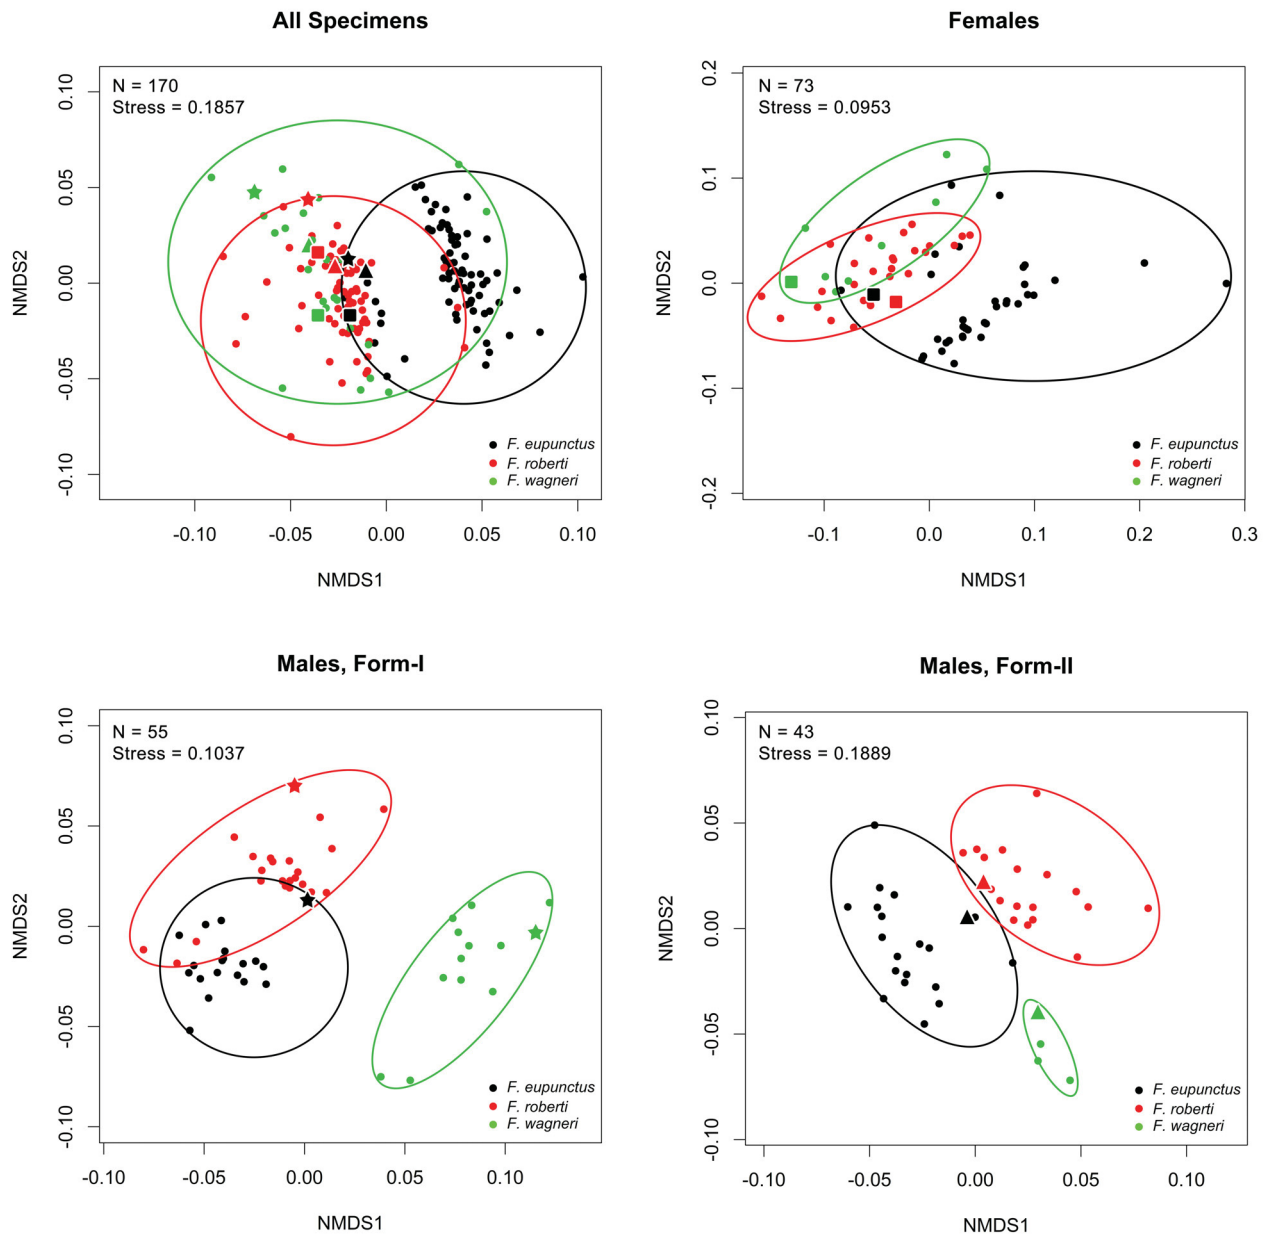 All Specimens
N = 170
Stress = 0.1857
NMDS2
0.10
0.05
0.00
-0.05
-0.10
F. eupunctus
F. roberti
F. wagneri
-0.10 -0.05 0.00 0.05 0.10
NMDS1
Females
N = 73
Stress = 0.0953
NMDS2
0.2
0.1
0.0
-0.1
-0.2
F. eupunctus
F. roberti
F. wagneri
-0.1 0.0 0.1 0.2 0.3
NMDS1
Males, Form-I
N = 55
Stress = 0.1037
NMDS2
0.10
0.05
0.00
-0.05
-0.10
F. eupunctus
F. roberti
F. wagneri
-0.10 -0.05 0.00 0.05 0.10
NMDS1
Males, Form-II
N = 43
Stress = 0.1889
NMDS2
0.10
0.05
0.00
-0.05
-0.10
F. eupunctus
F. roberti
F. wagneri
-0.10 -0.05 0.00 0.05 0.10
NMDS1